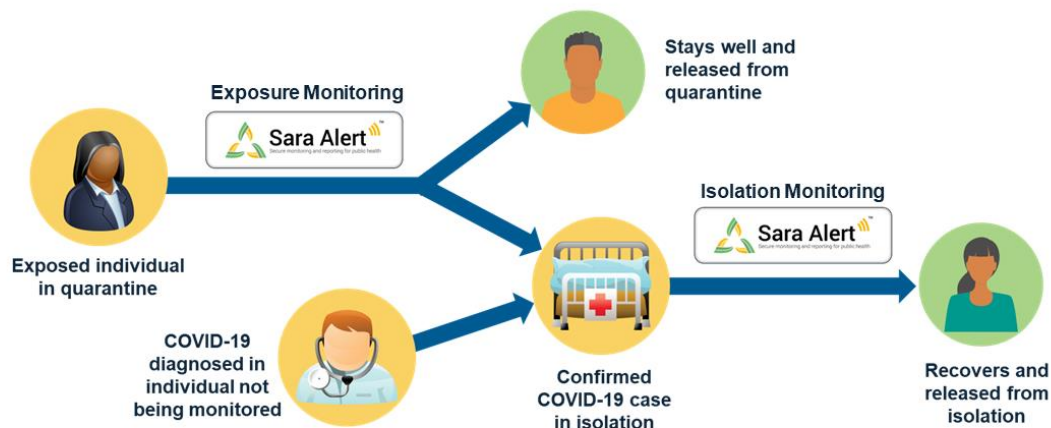 Exposure Monitoring
Sara Alert™
Secure monitoring and reporting for public health
Stays well and
released from
quarantine
Exposed individual
in quarantine
Isolation Monitoring
Sara Alert™
Secure monitoring and reporting for public health
COVID-19
diagnosed in
individual not
being monitored
Confirmed
COVID-19 case
in isolation
Recovers and
released from
isolation